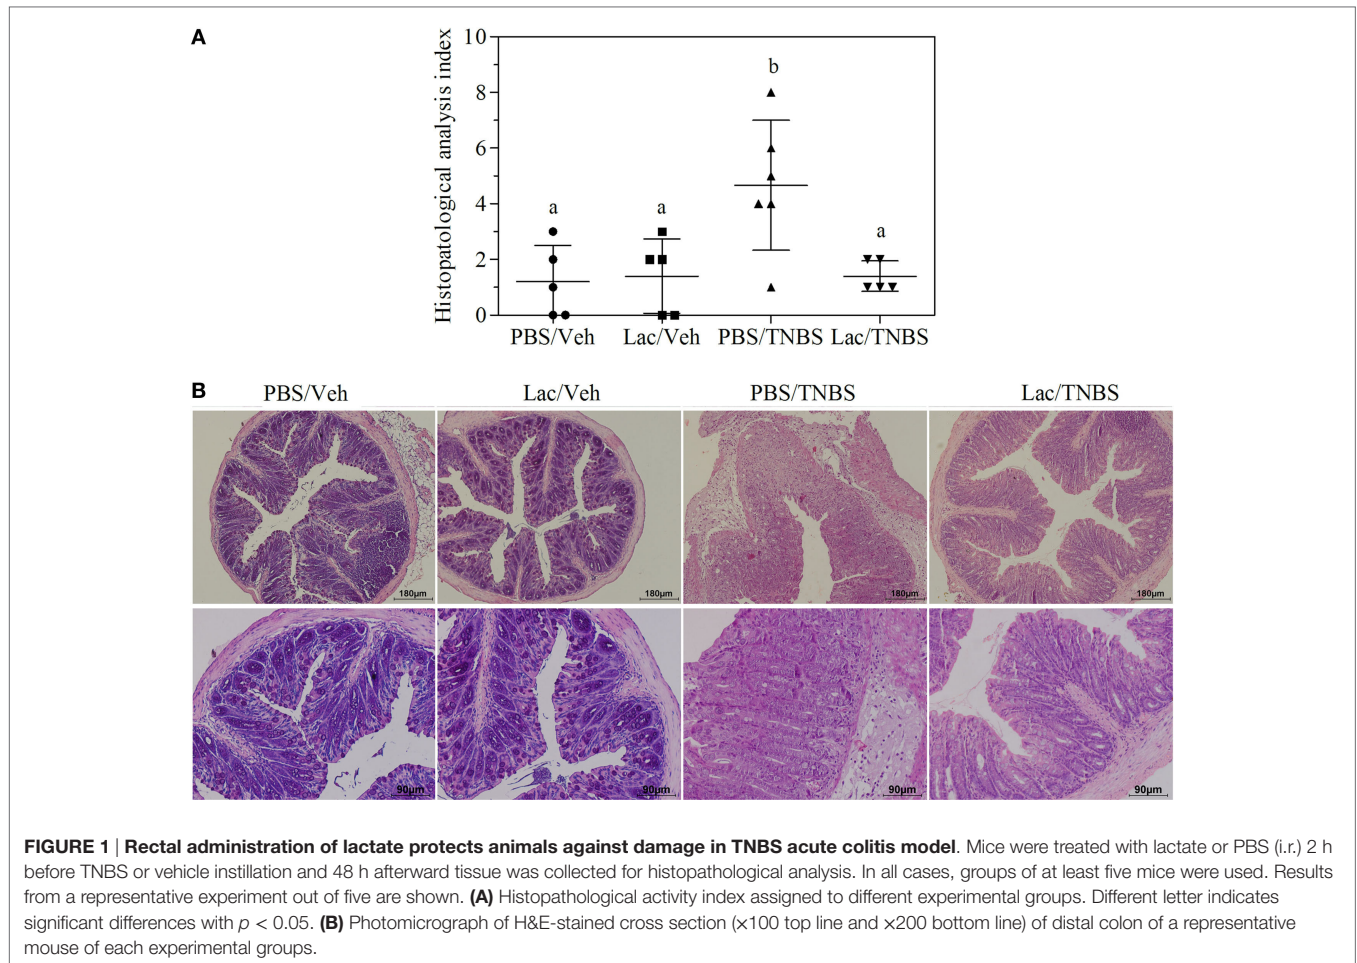 A
Histopatological analysis index
10
8
6
4
2
0
a
a
b
a
PBS/Veh Lac/Veh PBS/TNBS Lac/TNBS
B
PBS/Veh Lac/Veh PBS/TNBS Lac/TNBS
180µm 180µm 180µm 180µm
90µm 90µm 90µm 90µm
FIGURE 1 | Rectal administration of lactate protects animals against damage in TNBS acute colitis model. Mice were treated with lactate or PBS (i.r.) 2 h
before TNBS or vehicle instillation and 48 h afterward tissue was collected for histopathological analysis. In all cases, groups of at least five mice were used. Results
from a representative experiment out of five are shown. (A) Histopathological activity index assigned to different experimental groups. Different letter indicates
significant differences with p < 0.05. (B) Photomicrograph of H&E-stained cross section (×100 top line and ×200 bottom line) of distal colon of a representative
mouse of each experimental groups.